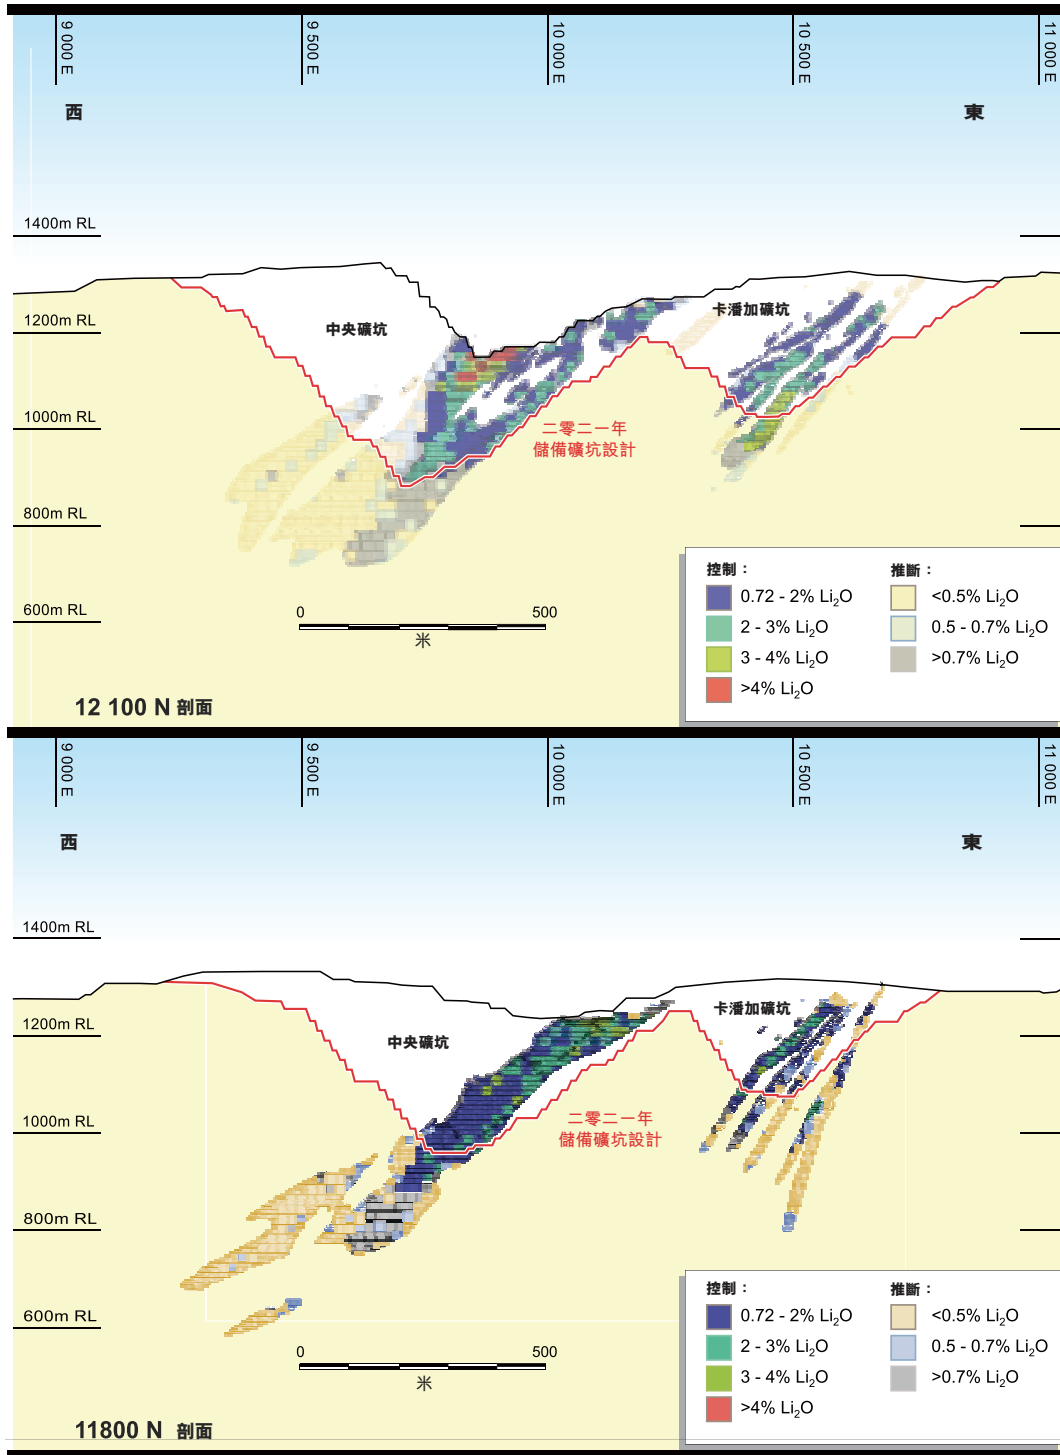 9 000 E
9 500 E
10 000 E
10 500 E
11 000 E
西
東
1400m RL
1200m RL
1000m RL
800m RL
600m RL
中央礦坑
卡潘加礦坑
二零二一年
儲備礦坑設計
0
500
米
控制：
0.72 - 2% Li₂O
2 - 3% Li₂O
3 - 4% Li₂O
>4% Li₂O
推斷：
<0.5% Li₂O
0.5 - 0.7% Li₂O
>0.7% Li₂O
12 100 N 剖面
9 000 E
9 500 E
10 000 E
10 500 E
11 000 E
西
東
1400m RL
1200m RL
1000m RL
800m RL
600m RL
中央礦坑
卡潘加礦坑
二零二一年
儲備礦坑設計
0
500
米
控制：
0.72 - 2% Li₂O
2 - 3% Li₂O
3 - 4% Li₂O
>4% Li₂O
推斷：
<0.5% Li₂O
0.5 - 0.7% Li₂O
>0.7% Li₂O
11800 N 剖面